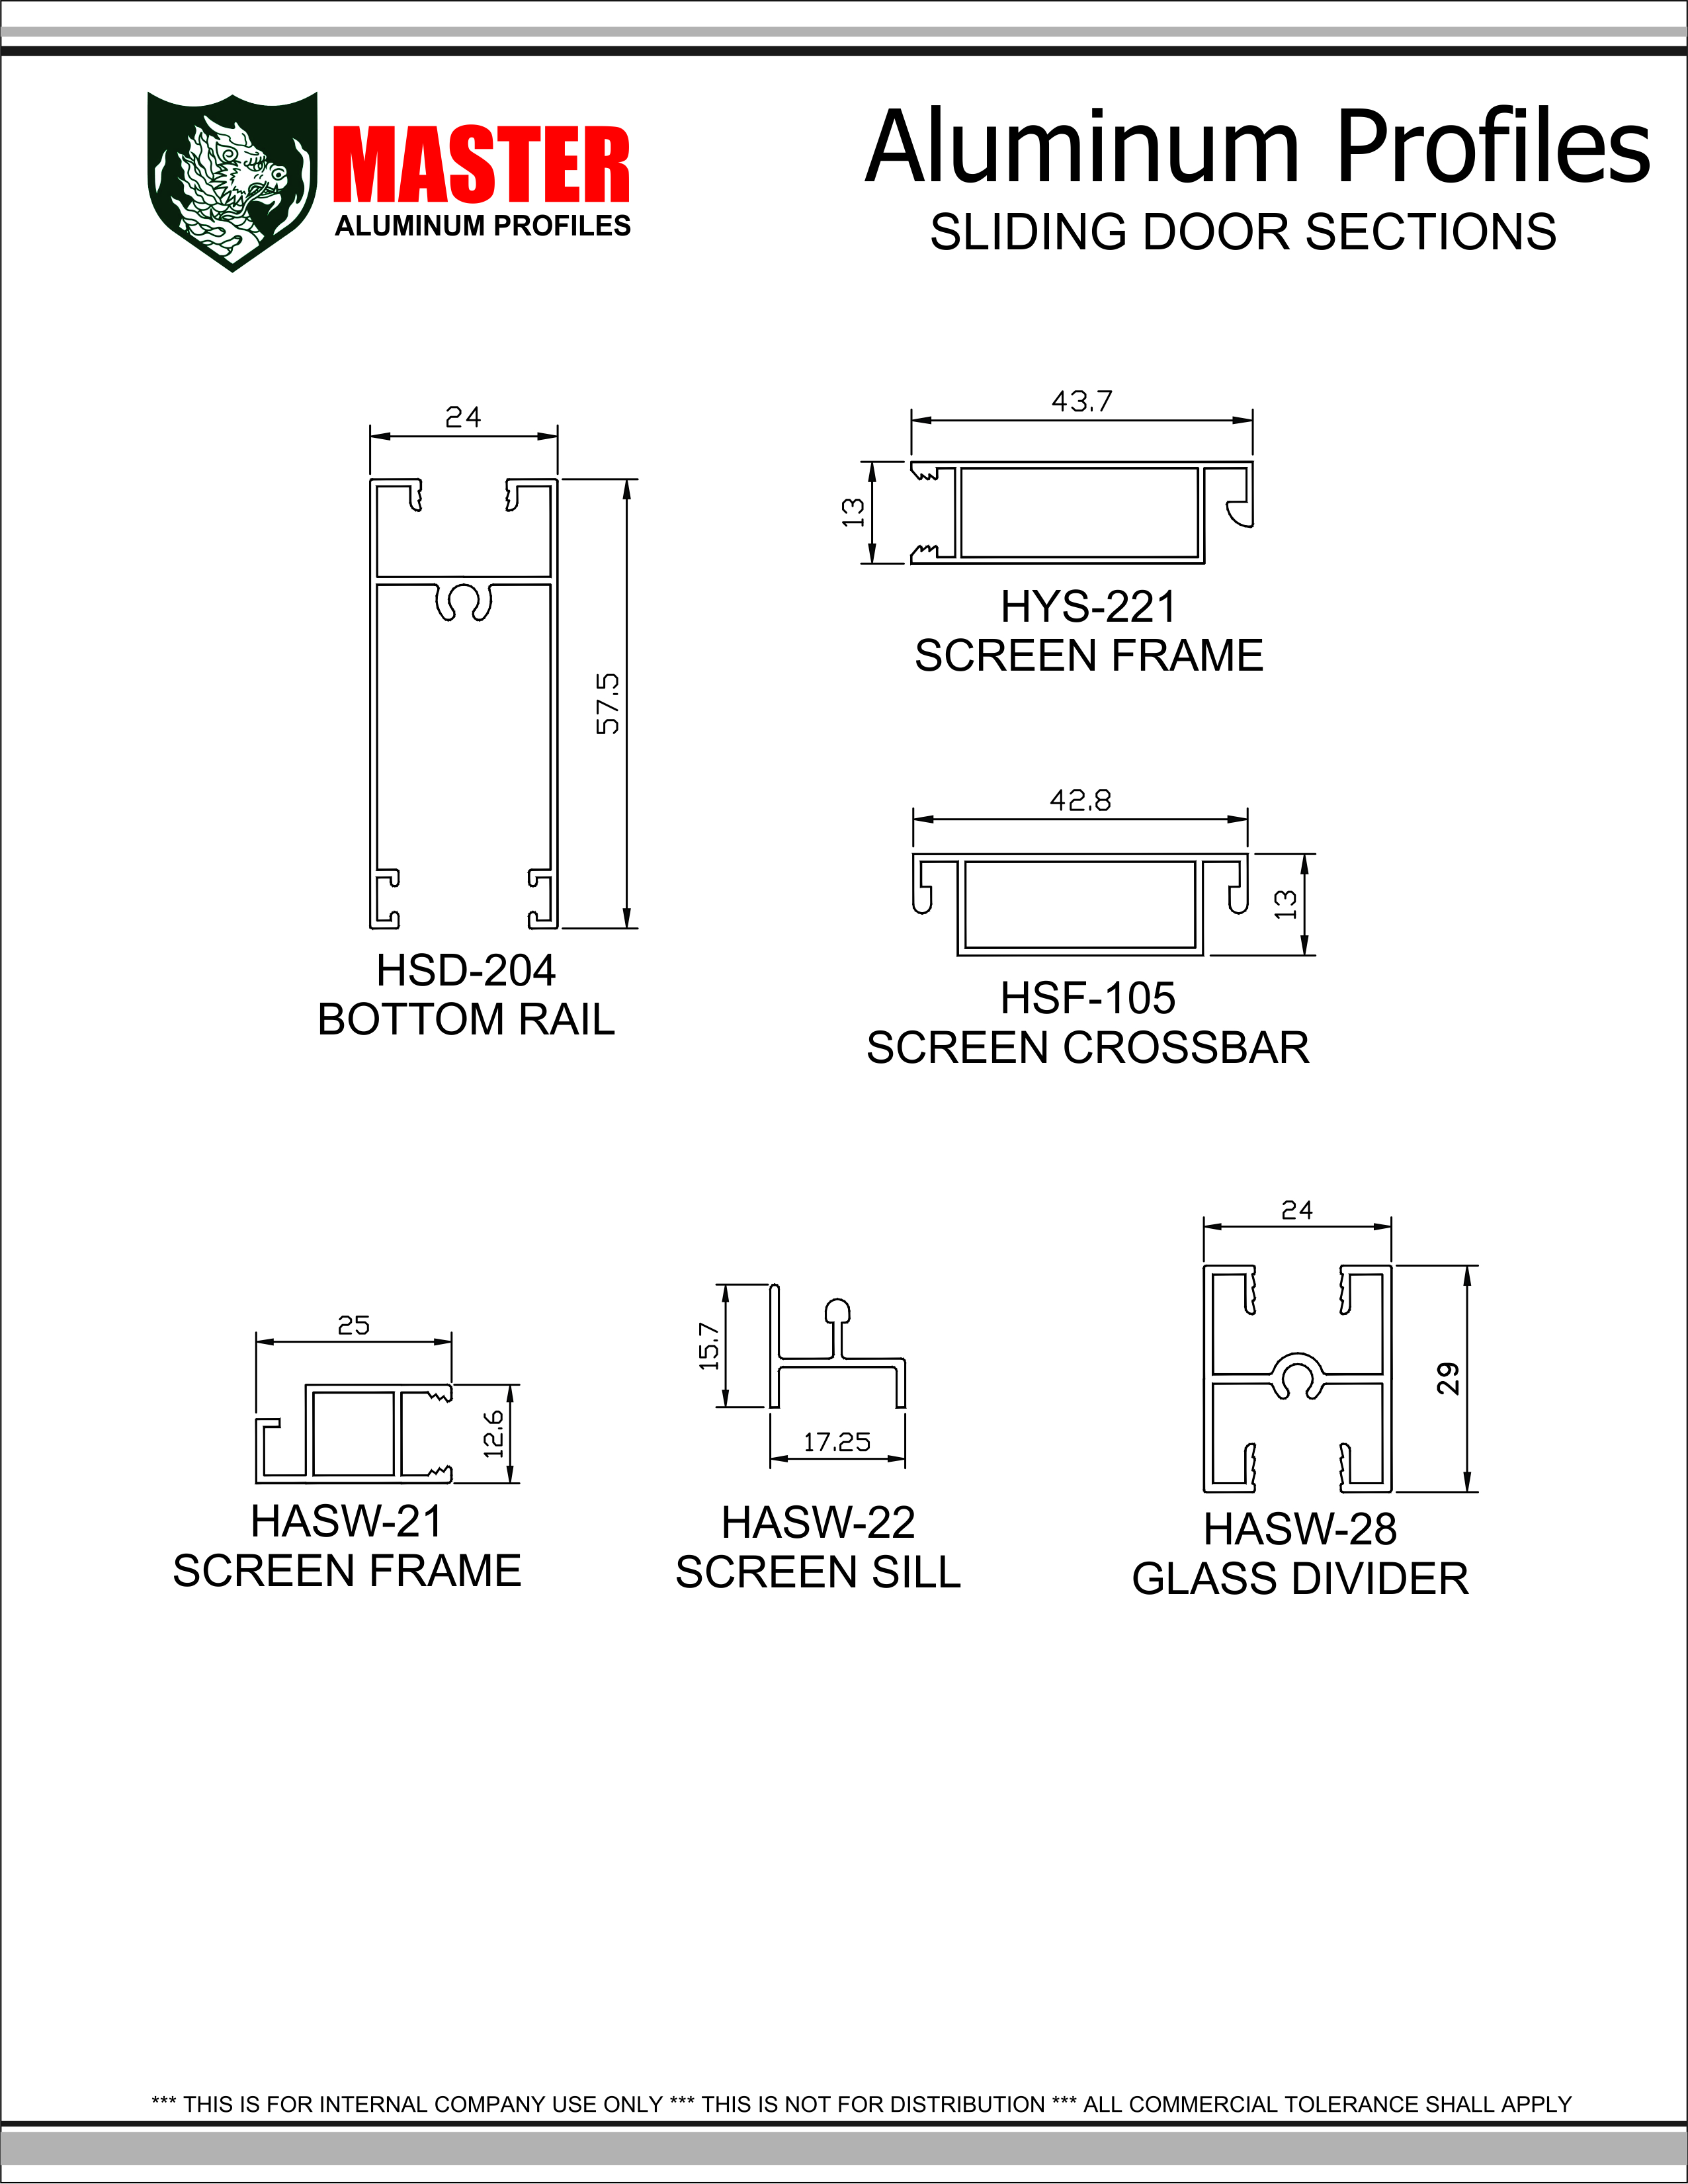 MASTER
ALUMINUM PROFILES
Aluminum Profiles
SLIDING DOOR SECTIONS
24
57.5
HSD-204
BOTTOM RAIL
43.7
13
HYS-221
SCREEN FRAME
42.8
13
HSF-105
SCREEN CROSSBAR
25
12.6
HASW-21
SCREEN FRAME
15.7
17.25
HASW-22
SCREEN SILL
24
29
HASW-28
GLASS DIVIDER
*** THIS IS FOR INTERNAL COMPANY USE ONLY *** THIS IS NOT FOR DISTRIBUTION *** ALL COMMERCIAL TOLERANCE SHALL APPLY